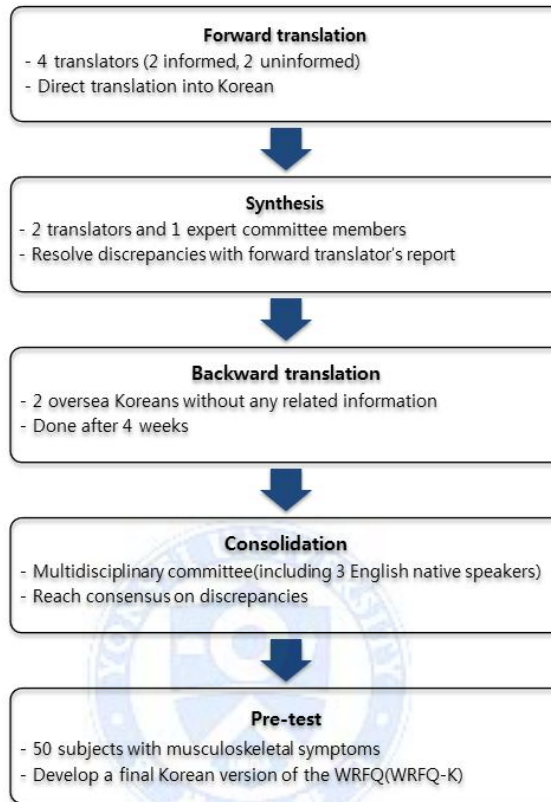 Forward translation
- 4 translators (2 informed, 2 uninformed)
- Direct translation into Korean
Synthesis
- 2 translators and 1 expert committee members
- Resolve discrepancies with forward translator's report
Backward translation
- 2 oversea Koreans without any related information
- Done after 4 weeks
Consolidation
- Multidisciplinary committee(including 3 English native speakers)
- Reach consensus on discrepancies
Pre-test
- 50 subjects with musculoskeletal symptoms
- Develop a final Korean version of the WRFQ(WRFQ-K)